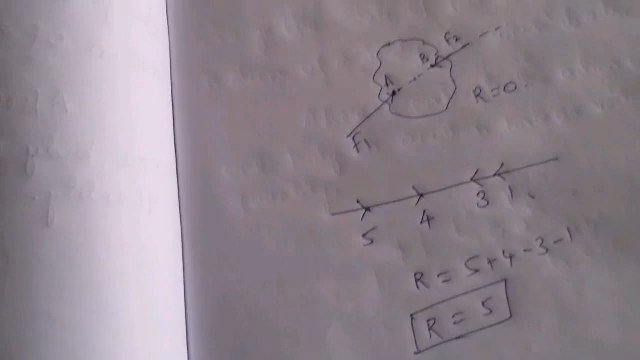 F2
B
A
R=0.
F1
5 4 3 1.
R = 5+4-3-1
R = 5